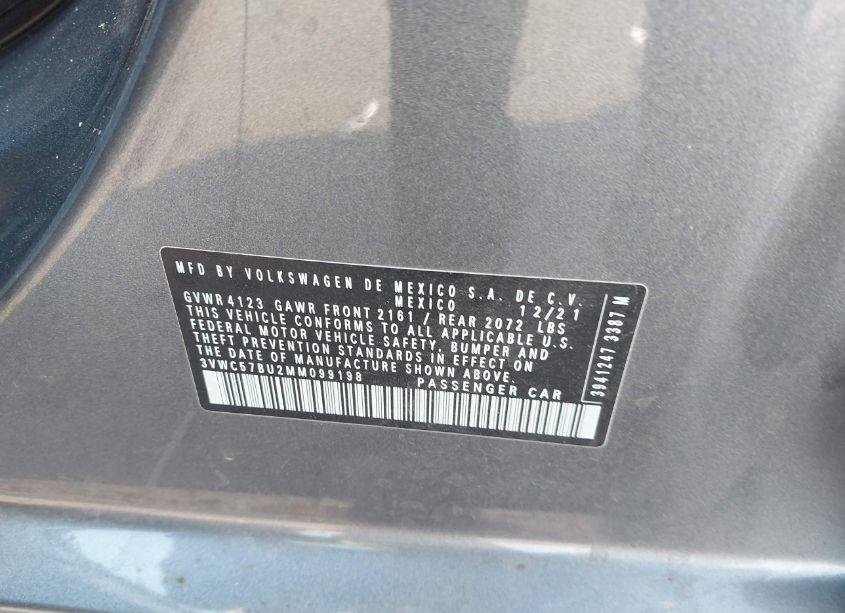 MFD BY VOLKSWAGEN DE MEXICO S.A. DE C.V.
MEXICO 12/21
GVWR 4123 GAWR FRONT 2161 / REAR 2072 LBS
THIS VEHICLE CONFORMS TO ALL APPLICABLE U.S.
FEDERAL MOTOR VEHICLE SAFETY, BUMPER AND
THEFT PREVENTION STANDARDS IN EFFECT ON
THE DATE OF MANUFACTURE SHOWN ABOVE.
3VWC57BU2MM099198 PASSENGER CAR
3941247 3387 M